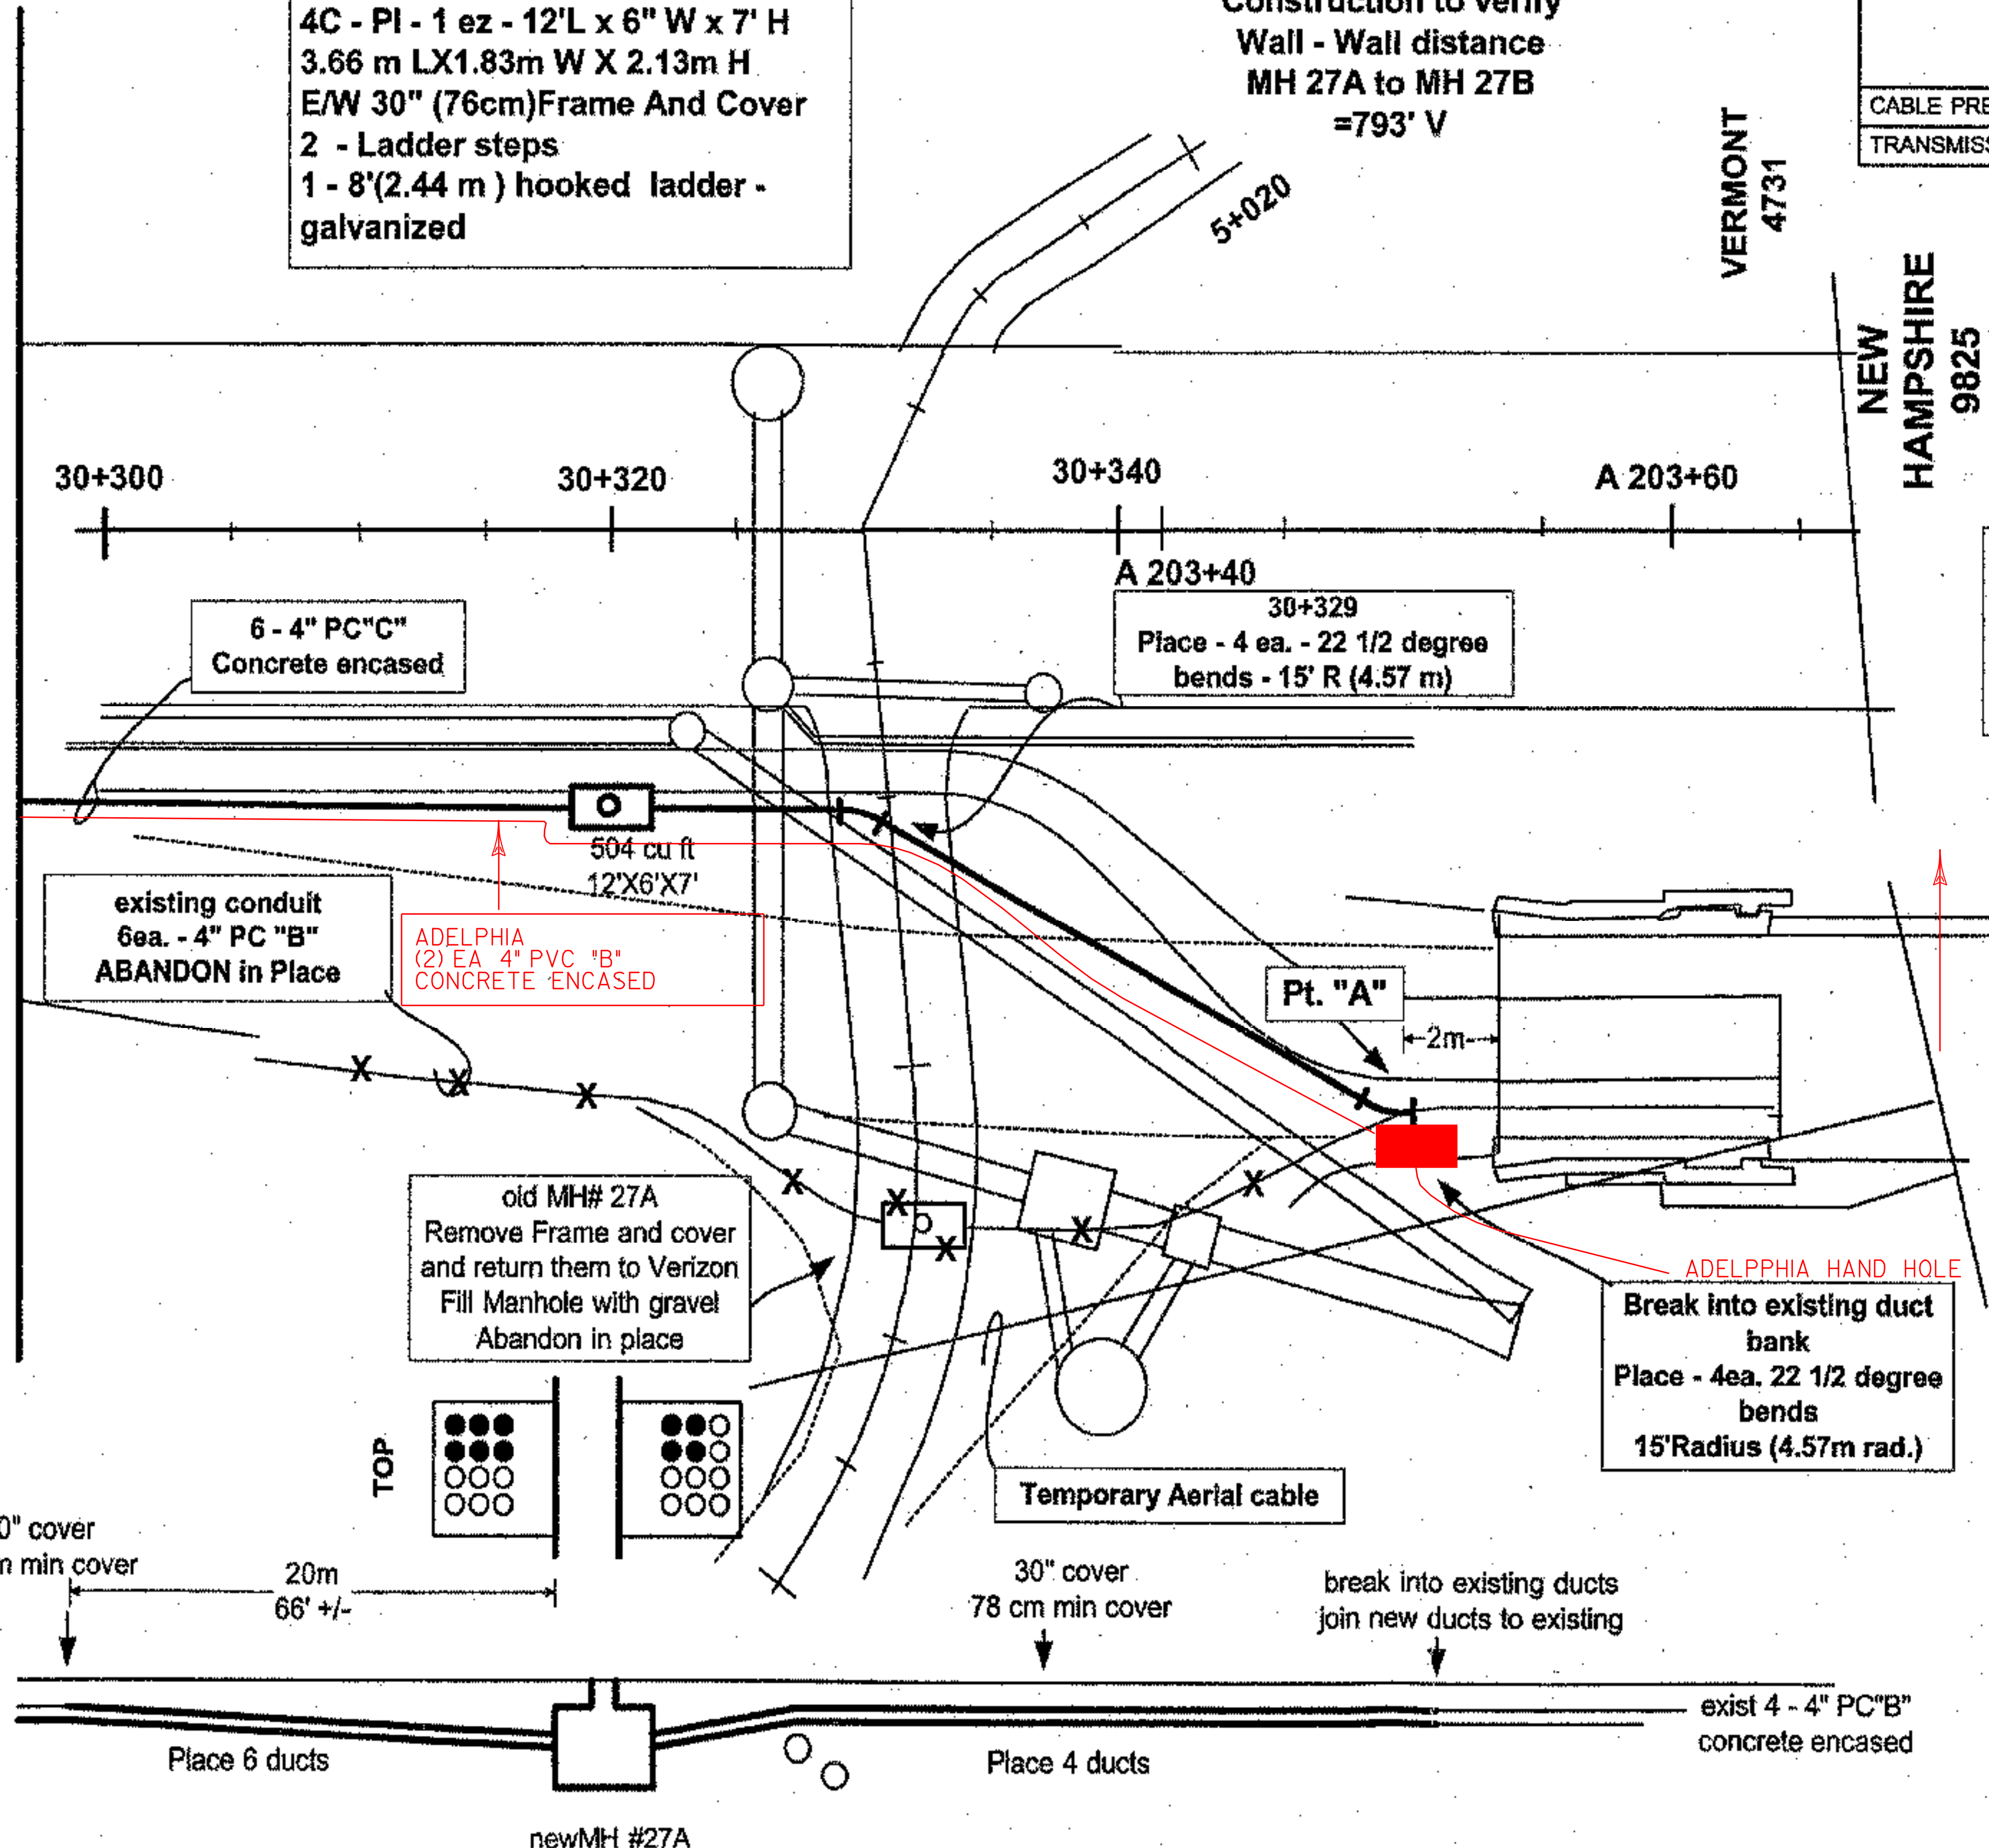 4C - PI - 1 ez - 12'L x 6" W x 7' H
3.66 m LX1.83m W X 2.13m H
E/W 30" (76cm)Frame And Cover
2 - Ladder steps
1 - 8'(2.44 m ) hooked ladder -
galvanized
Construction to verify
Wall - Wall distance
MH 27A to MH 27B
=793' V
CABLE PRE
TRANSMISS
VERMONT
4731
NEW
HAMPSHIRE
9825
5+020
30+300
30+320
30+340
A 203+60
A 203+40
6 - 4" PC"C"
Concrete encased
30+329
Place - 4 ea. - 22 1/2 degree
bends - 15' R (4.57 m)
504 cu ft
12'X6'X7'
existing conduit
6ea. - 4" PC "B"
ABANDON in Place
ADELPHIA
(2) EA 4" PVC "B"
CONCRETE ENCASED
Pt. "A"
2m
X
X
X
X
X
X
X
X
old MH# 27A
Remove Frame and cover
and return them to Verizon
Fill Manhole with gravel
Abandon in place
ADELPPHIA HAND HOLE
Break into existing duct
bank
Place - 4ea. 22 1/2 degree
bends
15'Radius (4.57m rad.)
TOP
Temporary Aerial cable
0" cover
m min cover
20m
66' +/-
30" cover
78 cm min cover
break into existing ducts
join new ducts to existing
Place 6 ducts
Place 4 ducts
exist 4 - 4" PC"B"
concrete encased
newMH #27A